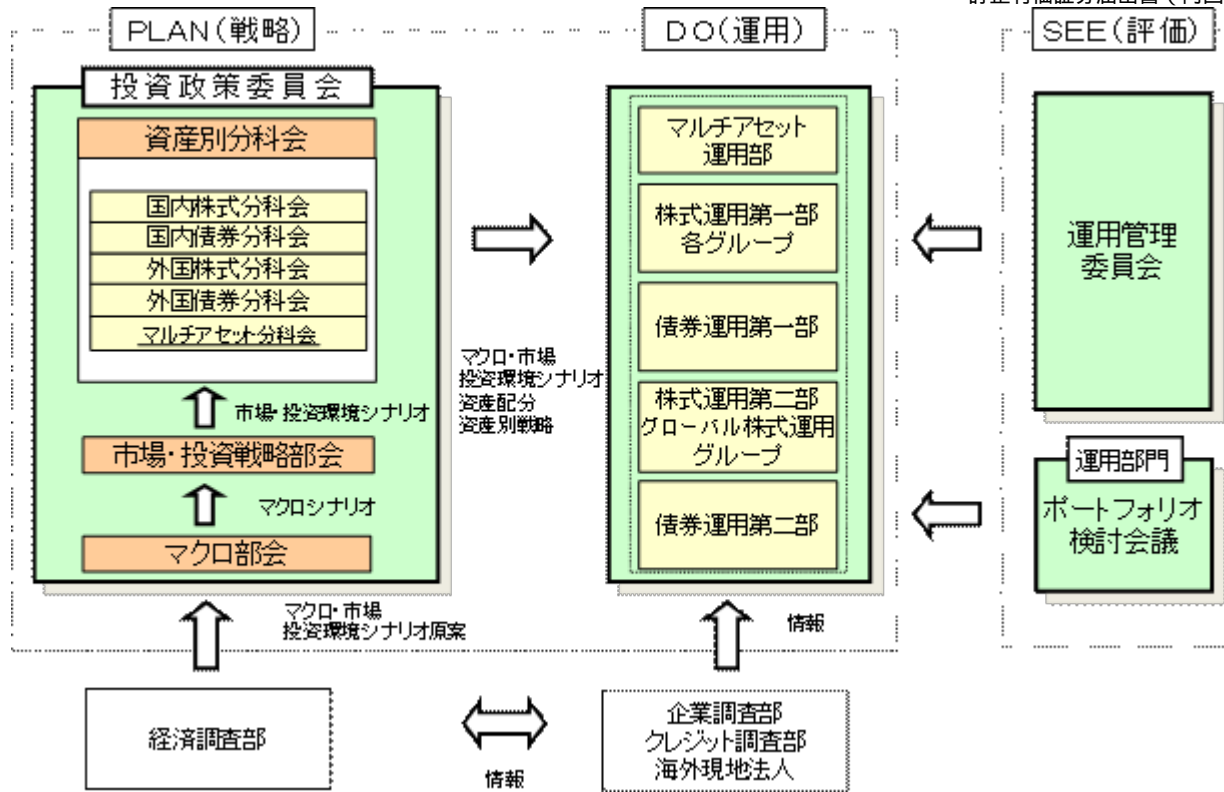 訂正有価証券届出書(内国
PLAN(戦略)
DO(運用)
SEE(評価)
投資政策委員会
資産別分科会
国内株式分科会
国内債券分科会
外国株式分科会
外国債券分科会
マルチアセット分科会
市場・投資環境シナリオ
市場・投資戦略部会
マクロシナリオ
マクロ部会
マクロ・市場
投資環境シナリオ
資産配分
資産別戦略
マルチアセット
運用部
株式運用第一部
各グループ
債券運用第一部
株式運用第二部
グローバル株式運用
グループ
債券運用第二部
運用管理
委員会
運用部門
ポートフォリオ
検討会議
マクロ・市場
投資環境シナリオ原案
情報
経済調査部
情報
企業調査部
クレジット調査部
海外現地法人